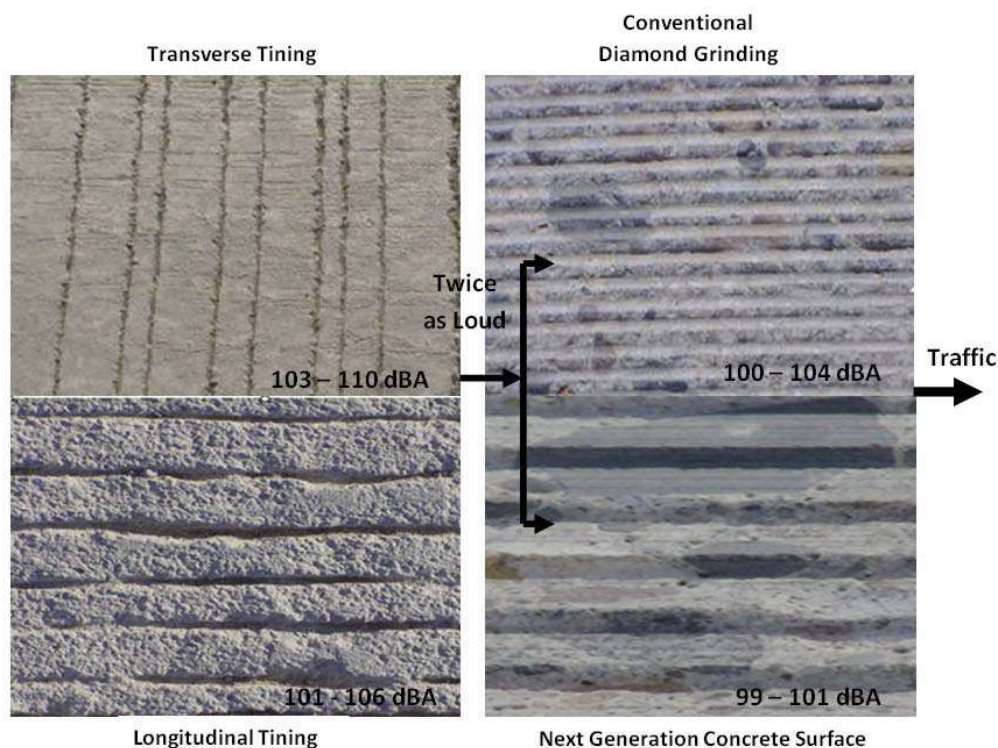 Transverse Tining
Conventional
Diamond Grinding
103 – 110 dBA
Twice
as Loud
100 – 104 dBA
Traffic
101 - 106 dBA
99 – 101 dBA
Longitudinal Tining
Next Generation Concrete Surface